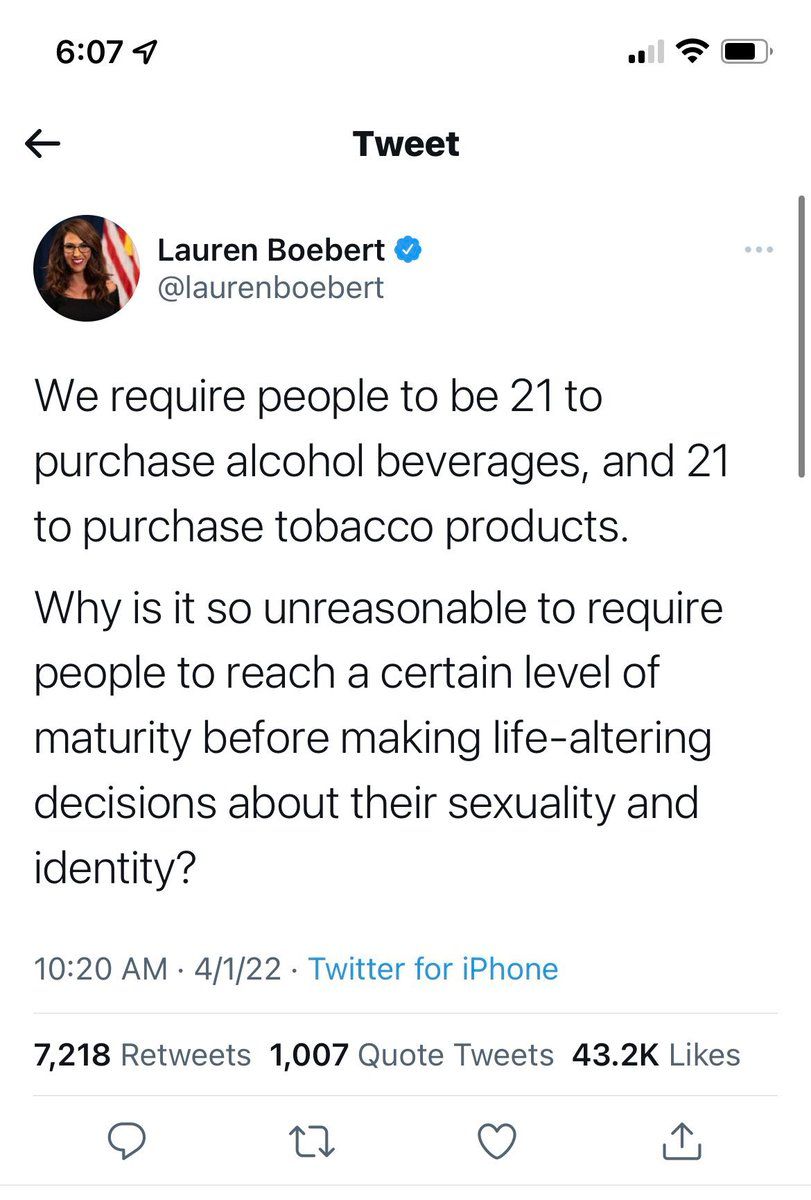 6:07
Tweet
Lauren Boebert
@laurenboebert
We require people to be 21 to
purchase alcohol beverages, and 21
to purchase tobacco products.
Why is it so unreasonable to require
people to reach a certain level of
maturity before making life-altering
decisions about their sexuality and
identity?
10:20 AM · 4/1/22 · Twitter for iPhone
7,218 Retweets 1,007 Quote Tweets 43.2K Likes